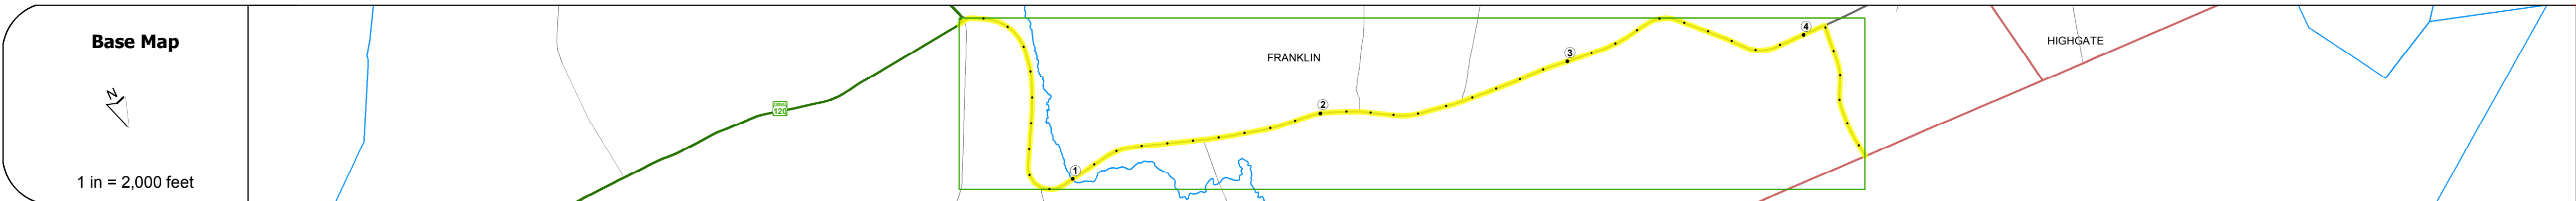 Base Map
N
1 in = 2,000 feet
120
FRANKLIN
HIGHGATE
1
2
3
4